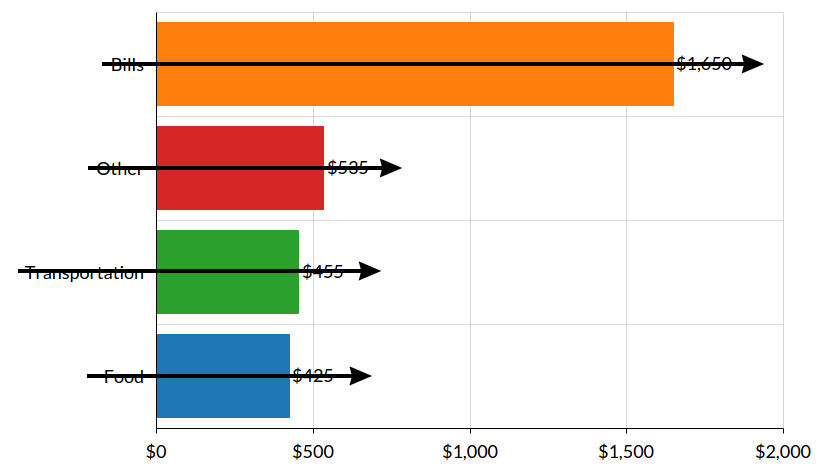 Bills $1,650
Other $535
Transportation $455
Food $425
$0 $500 $1,000 $1,500 $2,000